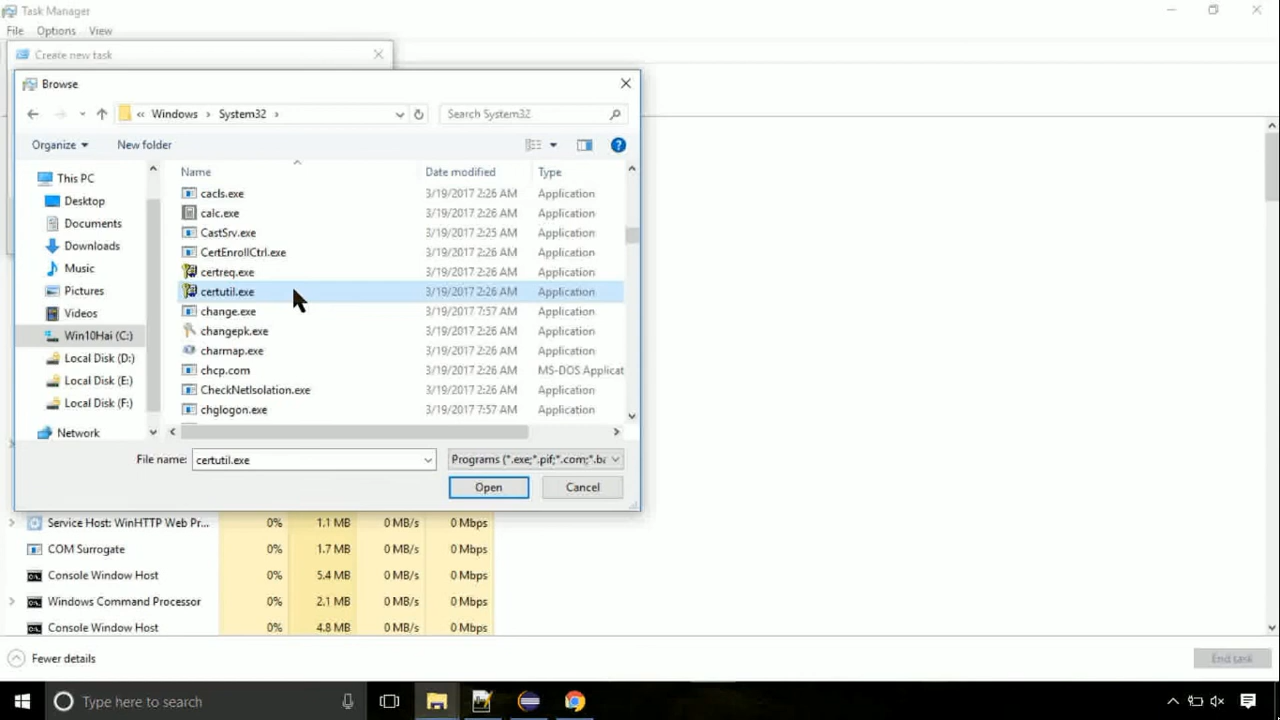 Task Manager
File Options View
Create new task
Browse
« Windows › System32 ›
Search System32
Organize
New folder
Name Date modified Type
This PC
Desktop
Documents
Downloads
Music
Pictures
Videos
Win10Hai (C:)
Local Disk (D:)
Local Disk (E:)
Local Disk (F:)
Network
cacls.exe 3/19/2017 2:26 AM Application
calc.exe 3/19/2017 2:26 AM Application
CastSrv.exe 3/19/2017 2:25 AM Application
CertEnrollCtrl.exe 3/19/2017 2:26 AM Application
certreq.exe 3/19/2017 2:26 AM Application
certutil.exe 3/19/2017 2:26 AM Application
change.exe 3/19/2017 7:57 AM Application
changepk.exe 3/19/2017 2:26 AM Application
charmap.exe 3/19/2017 2:26 AM Application
chcp.com 3/19/2017 2:26 AM MS-DOS Applicat
CheckNetIsolation.exe 3/19/2017 2:26 AM Application
chglogon.exe 3/19/2017 7:57 AM Application
File name: certutil.exe
Programs (*.exe;*.pif;*.com;*.ba
Open Cancel
Service Host: WinHTTP Web Pr... 0% 1.1 MB 0 MB/s 0 Mbps
COM Surrogate 0% 1.7 MB 0 MB/s 0 Mbps
Console Window Host 0% 5.4 MB 0 MB/s 0 Mbps
Windows Command Processor 0% 2.1 MB 0 MB/s 0 Mbps
Console Window Host 0% 4.8 MB 0 MB/s 0 Mbps
Fewer details
End task
Type here to search